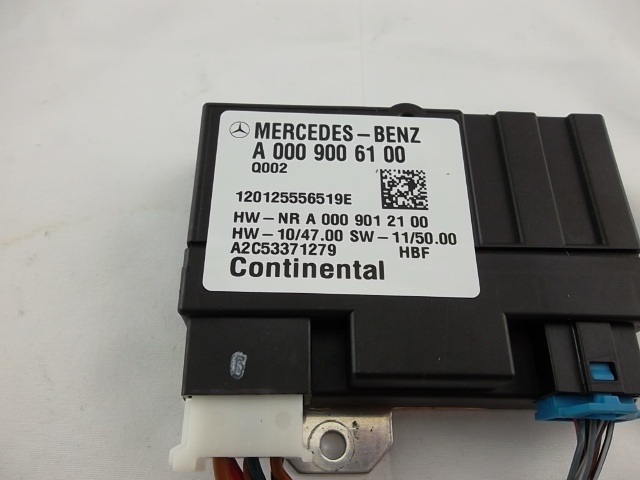 MERCEDES-BENZ
A 000 900 61 00
Q002
120125556519E
HW-NR A 000 901 21 00
HW-10/47.00 SW-11/50.00
A2C53371279 HBF
Continental